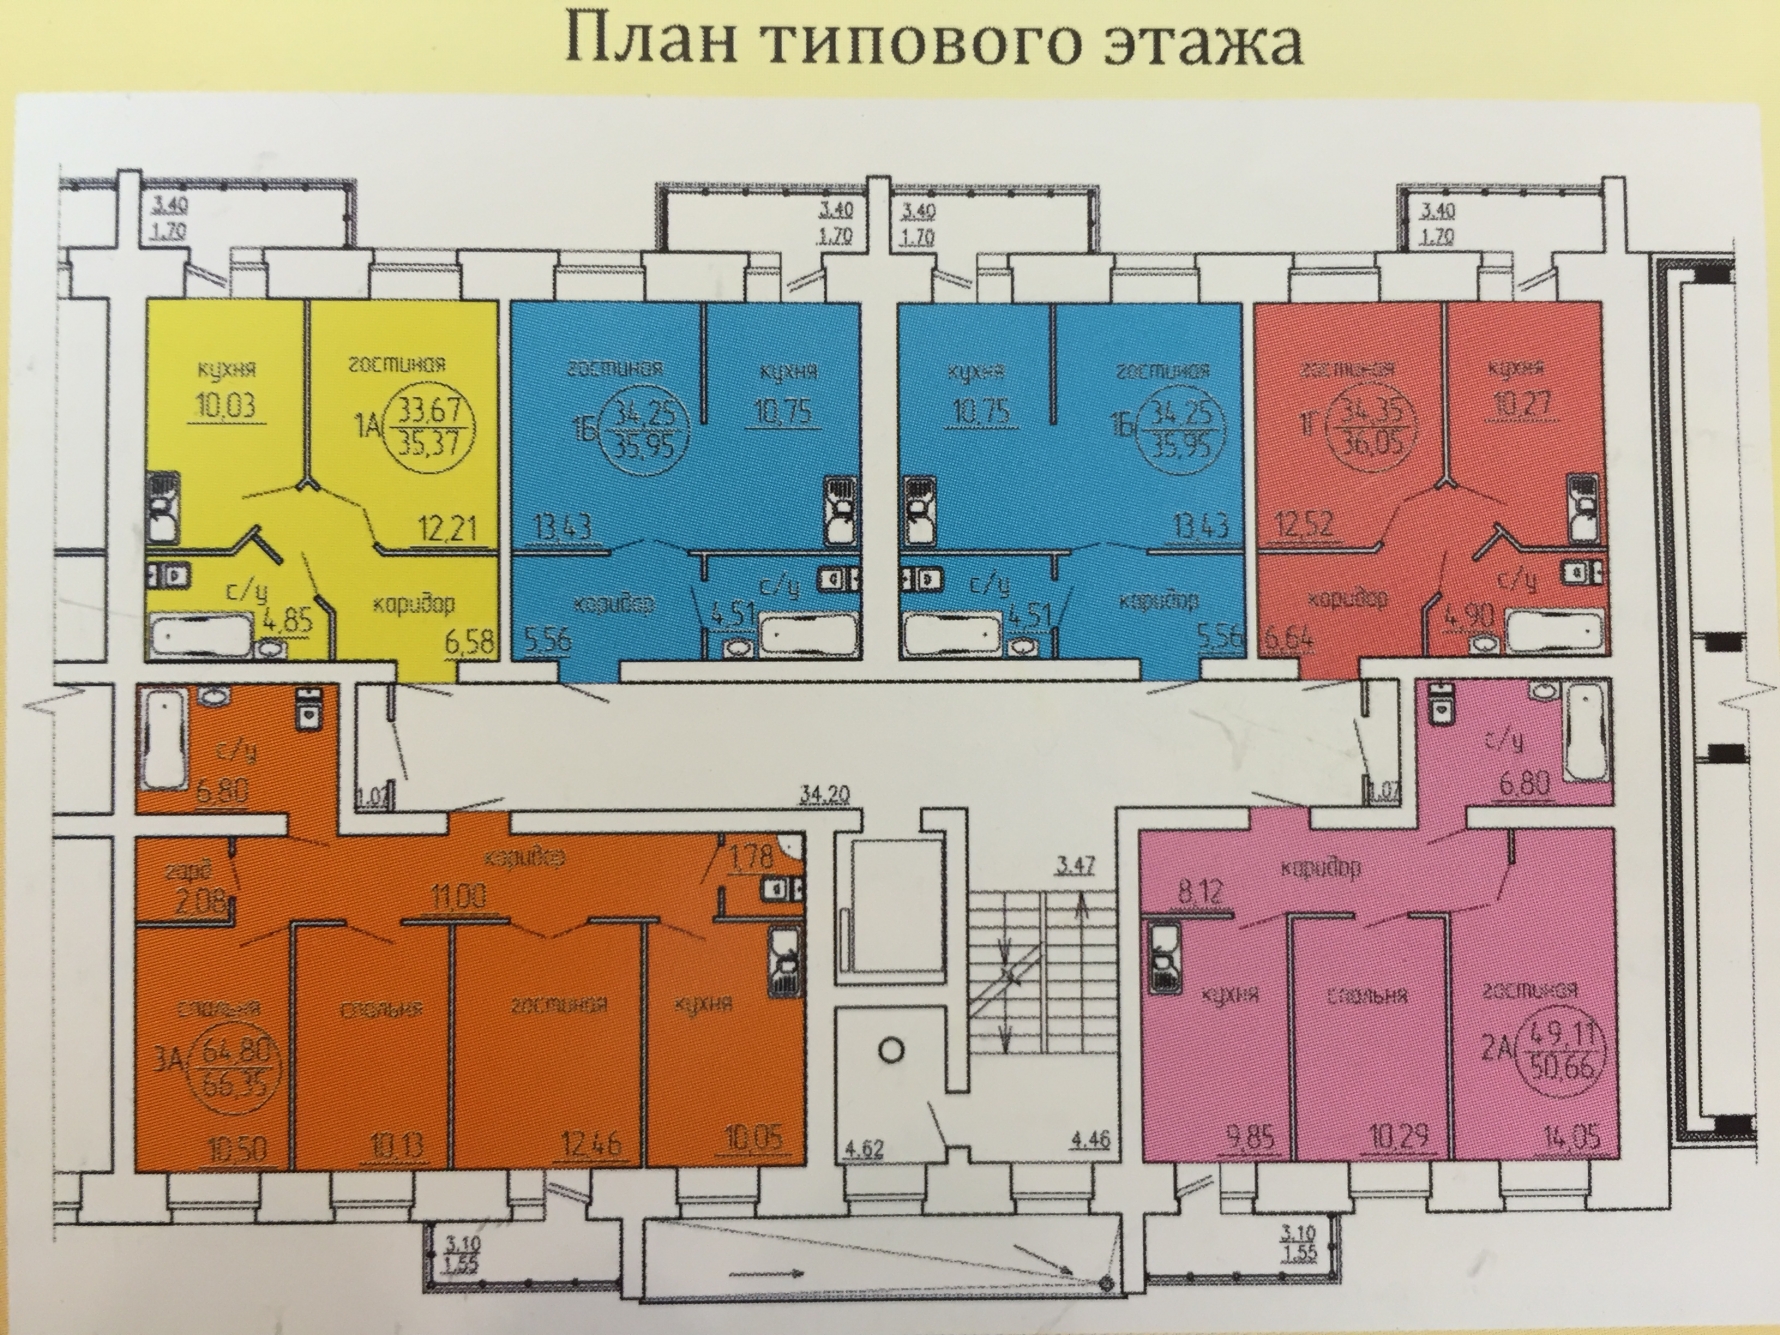 План типового этажа
3.40
1.70
3.40
1.70
3.40
1.70
3.40
1.70
кухня
10,03
гостиная
1А
33,67
35,37
12,21
с/у
4,85
коридор
6,58
гостиная
1Б
34,25
35,95
13,43
кухня
10,75
коридор
5,56
с/у
4,51
кухня
10,75
гостиная
1Б
34,25
35,95
13,43
с/у
4,51
коридор
5,56
гостиная
1Г
34,35
36,05
12,52
кухня
10,27
коридор
6,64
с/у
4,90
с/у
6,80
1.07
34.20
1.07
с/у
6,80
гард
2,08
коридор
11,00
1,78
3.47
коридор
8,12
спальня
3А
64,80
66,35
10,50
спальня
10,13
гостиная
12,46
кухня
10,05
4.62
4.46
кухня
9,85
спальня
10,29
гостиная
2А
49,11
50,66
14,05
3.10
1.55
3.10
1.55